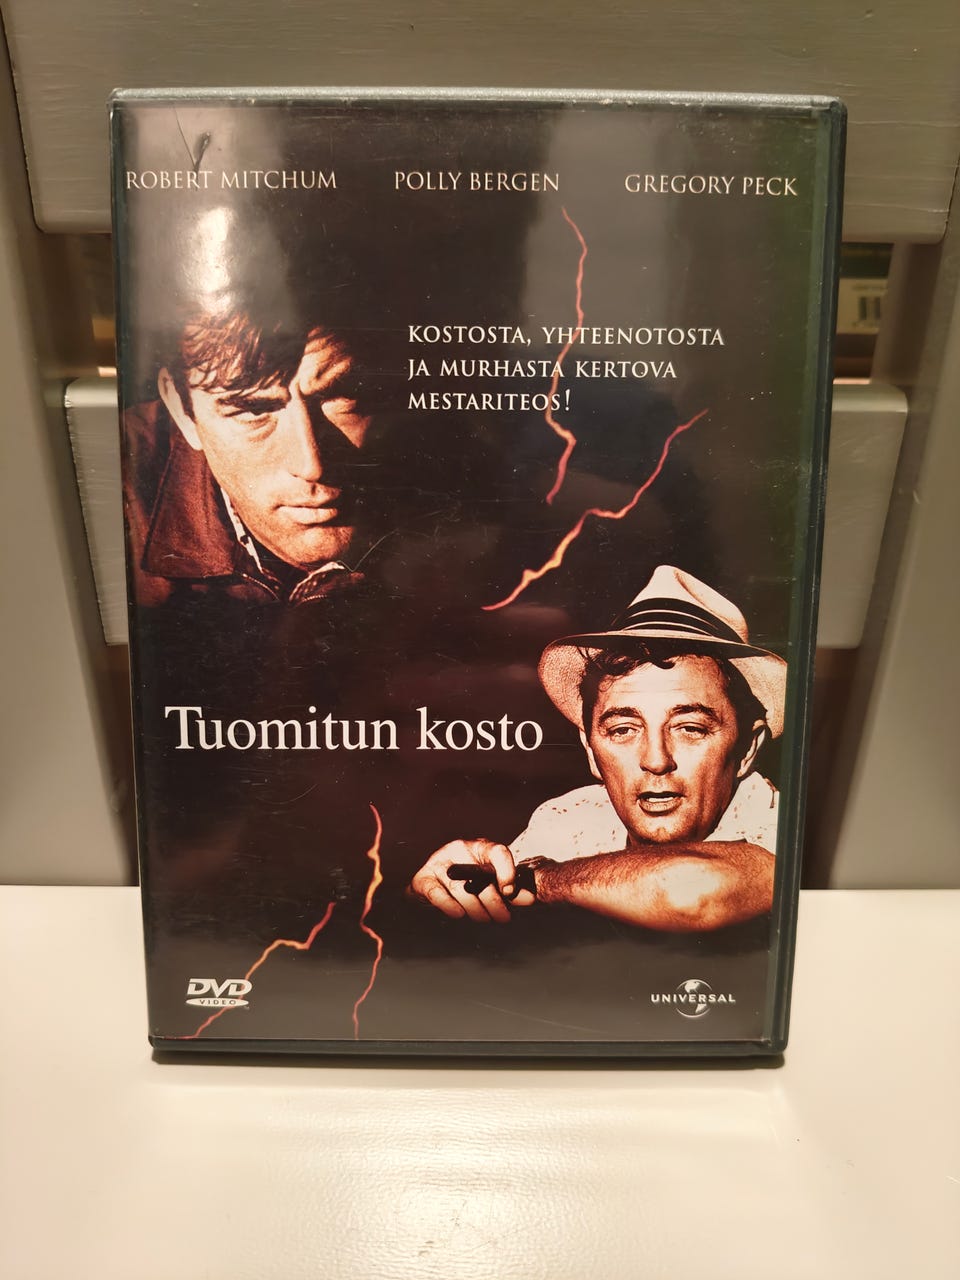 ROBERT MITCHUM POLLY BERGEN GREGORY PECK
KOSTOSTA, YHTEENOTOSTA
JA MURHASTA KERTOVA
MESTARITEOS!
Tuomitun kosto
DVD
VIDEO
UNIVERSAL